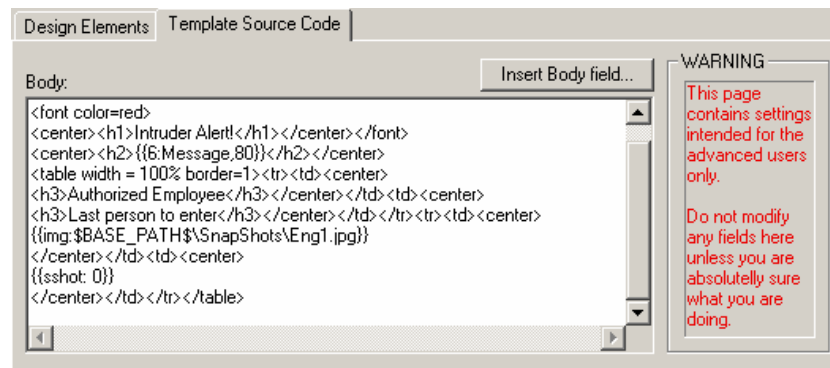 Design Elements
Template Source Code
Insert Body field...
Body:
<font color=red>
<center><h1>Intruder Alert!</h1></center></font>
<center><h2>{{6:Message,80}}</h2></center>
<table width = 100% border=1><tr><td><center>
<h3>Authorized Employee</h3></center></td><td><center>
<h3>Last person to enter</h3></center></td></tr><tr><td><center>
{{img:$BASE_PATH$\SnapShots\Eng1.jpg}}
</center></td><td><center>
{{sshot: 0}}
</center></td></tr></table>
WARNING
This page
contains settings
intended for the
advanced users
only.
Do not modify
any fields here
unless you are
absolutelly sure
what you are
doing.